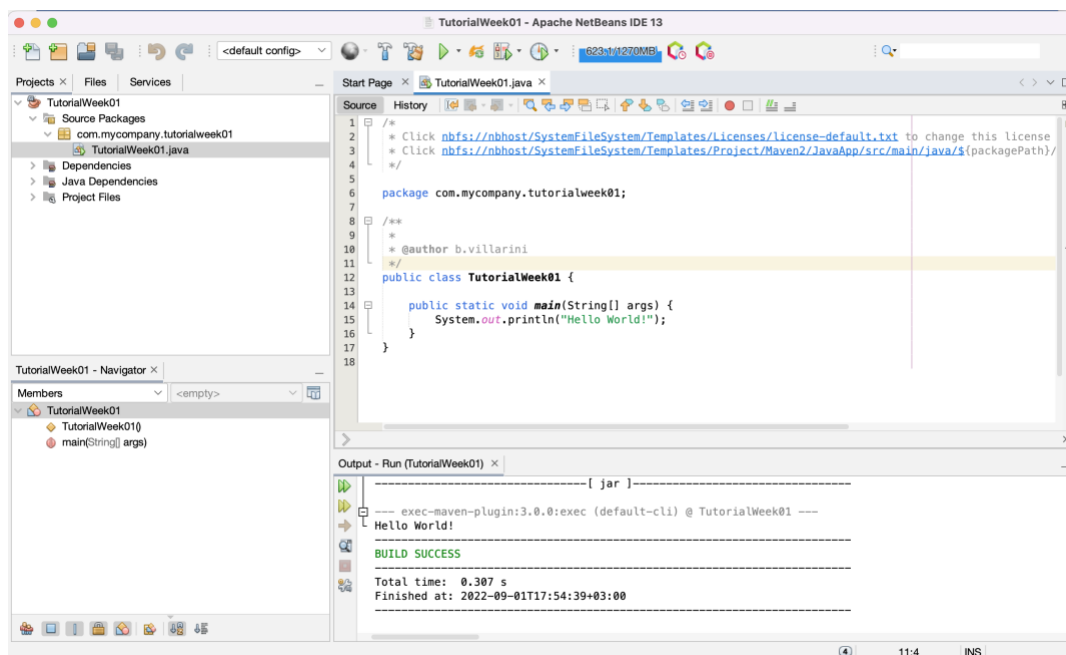 TutorialWeek01 - Apache NetBeans IDE 13
<default config>
623.1/1270MB
Projects × Files Services
TutorialWeek01
Source Packages
com.mycompany.tutorialweek01
TutorialWeek01.java
Dependencies
Java Dependencies
Project Files
Start Page × TutorialWeek01.java ×
Source History
1 /*
2 * Click nbfs://nbhost/SystemFileSystem/Templates/Licenses/license-default.txt to change this license
3 * Click nbfs://nbhost/SystemFileSystem/Templates/Project/Maven2/JavaApp/src/main/java/${packagePath}/
4 */
5
6 package com.mycompany.tutorialweek01;
7
8 /**
9 *
10 * @author b.villarini
11 */
12 public class TutorialWeek01 {
13
14 public static void main(String[] args) {
15 System.out.println("Hello World!");
16 }
17 }
18
TutorialWeek01 - Navigator ×
Members <empty>
TutorialWeek01
TutorialWeek01()
main(String[] args)
Output - Run (TutorialWeek01) ×
--------------------------------[ jar ]---------------------------------
--- exec-maven-plugin:3.0.0:exec (default-cli) @ TutorialWeek01 ---
Hello World!
------------------------------------------------------------------------
BUILD SUCCESS
------------------------------------------------------------------------
Total time: 0.307 s
Finished at: 2022-09-01T17:54:39+03:00
------------------------------------------------------------------------
4 11:4 INS